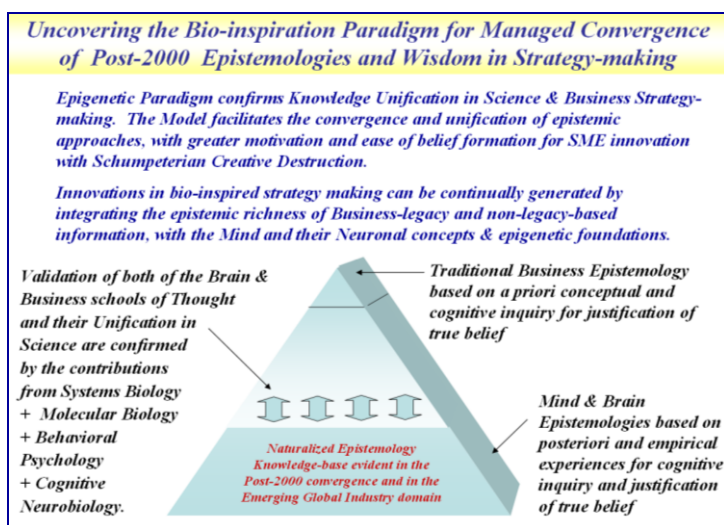 Uncovering the Bio-inspiration Paradigm for Managed Convergence
of Post-2000 Epistemologies and Wisdom in Strategy-making
Epigenetic Paradigm confirms Knowledge Unification in Science & Business Strategy-
making. The Model facilitates the convergence and unification of epistemic
approaches, with greater motivation and ease of belief formation for SME innovation
with Schumpeterian Creative Destruction.
Innovations in bio-inspired strategy making can be continually generated by
integrating the epistemic richness of Business-legacy and non-legacy-based
information, with the Mind and their Neuronal concepts & epigenetic foundations.
Validation of both of the Brain &
Business schools of Thought
and their Unification in
Science are confirmed
by the contributions
from Systems Biology
+ Molecular Biology
+ Behavioral
Psychology
+ Cognitive
Neurobiology.
Traditional Business Epistemology
based on a priori conceptual and
cognitive inquiry for justification of
true belief
Mind & Brain
Epistemologies based on
posteriori and empirical
experiences for cognitive
inquiry and justification
of true belief
Naturalized Epistemology
Knowledge-base evident in the
Post-2000 convergence and in the
Emerging Global Industry domain